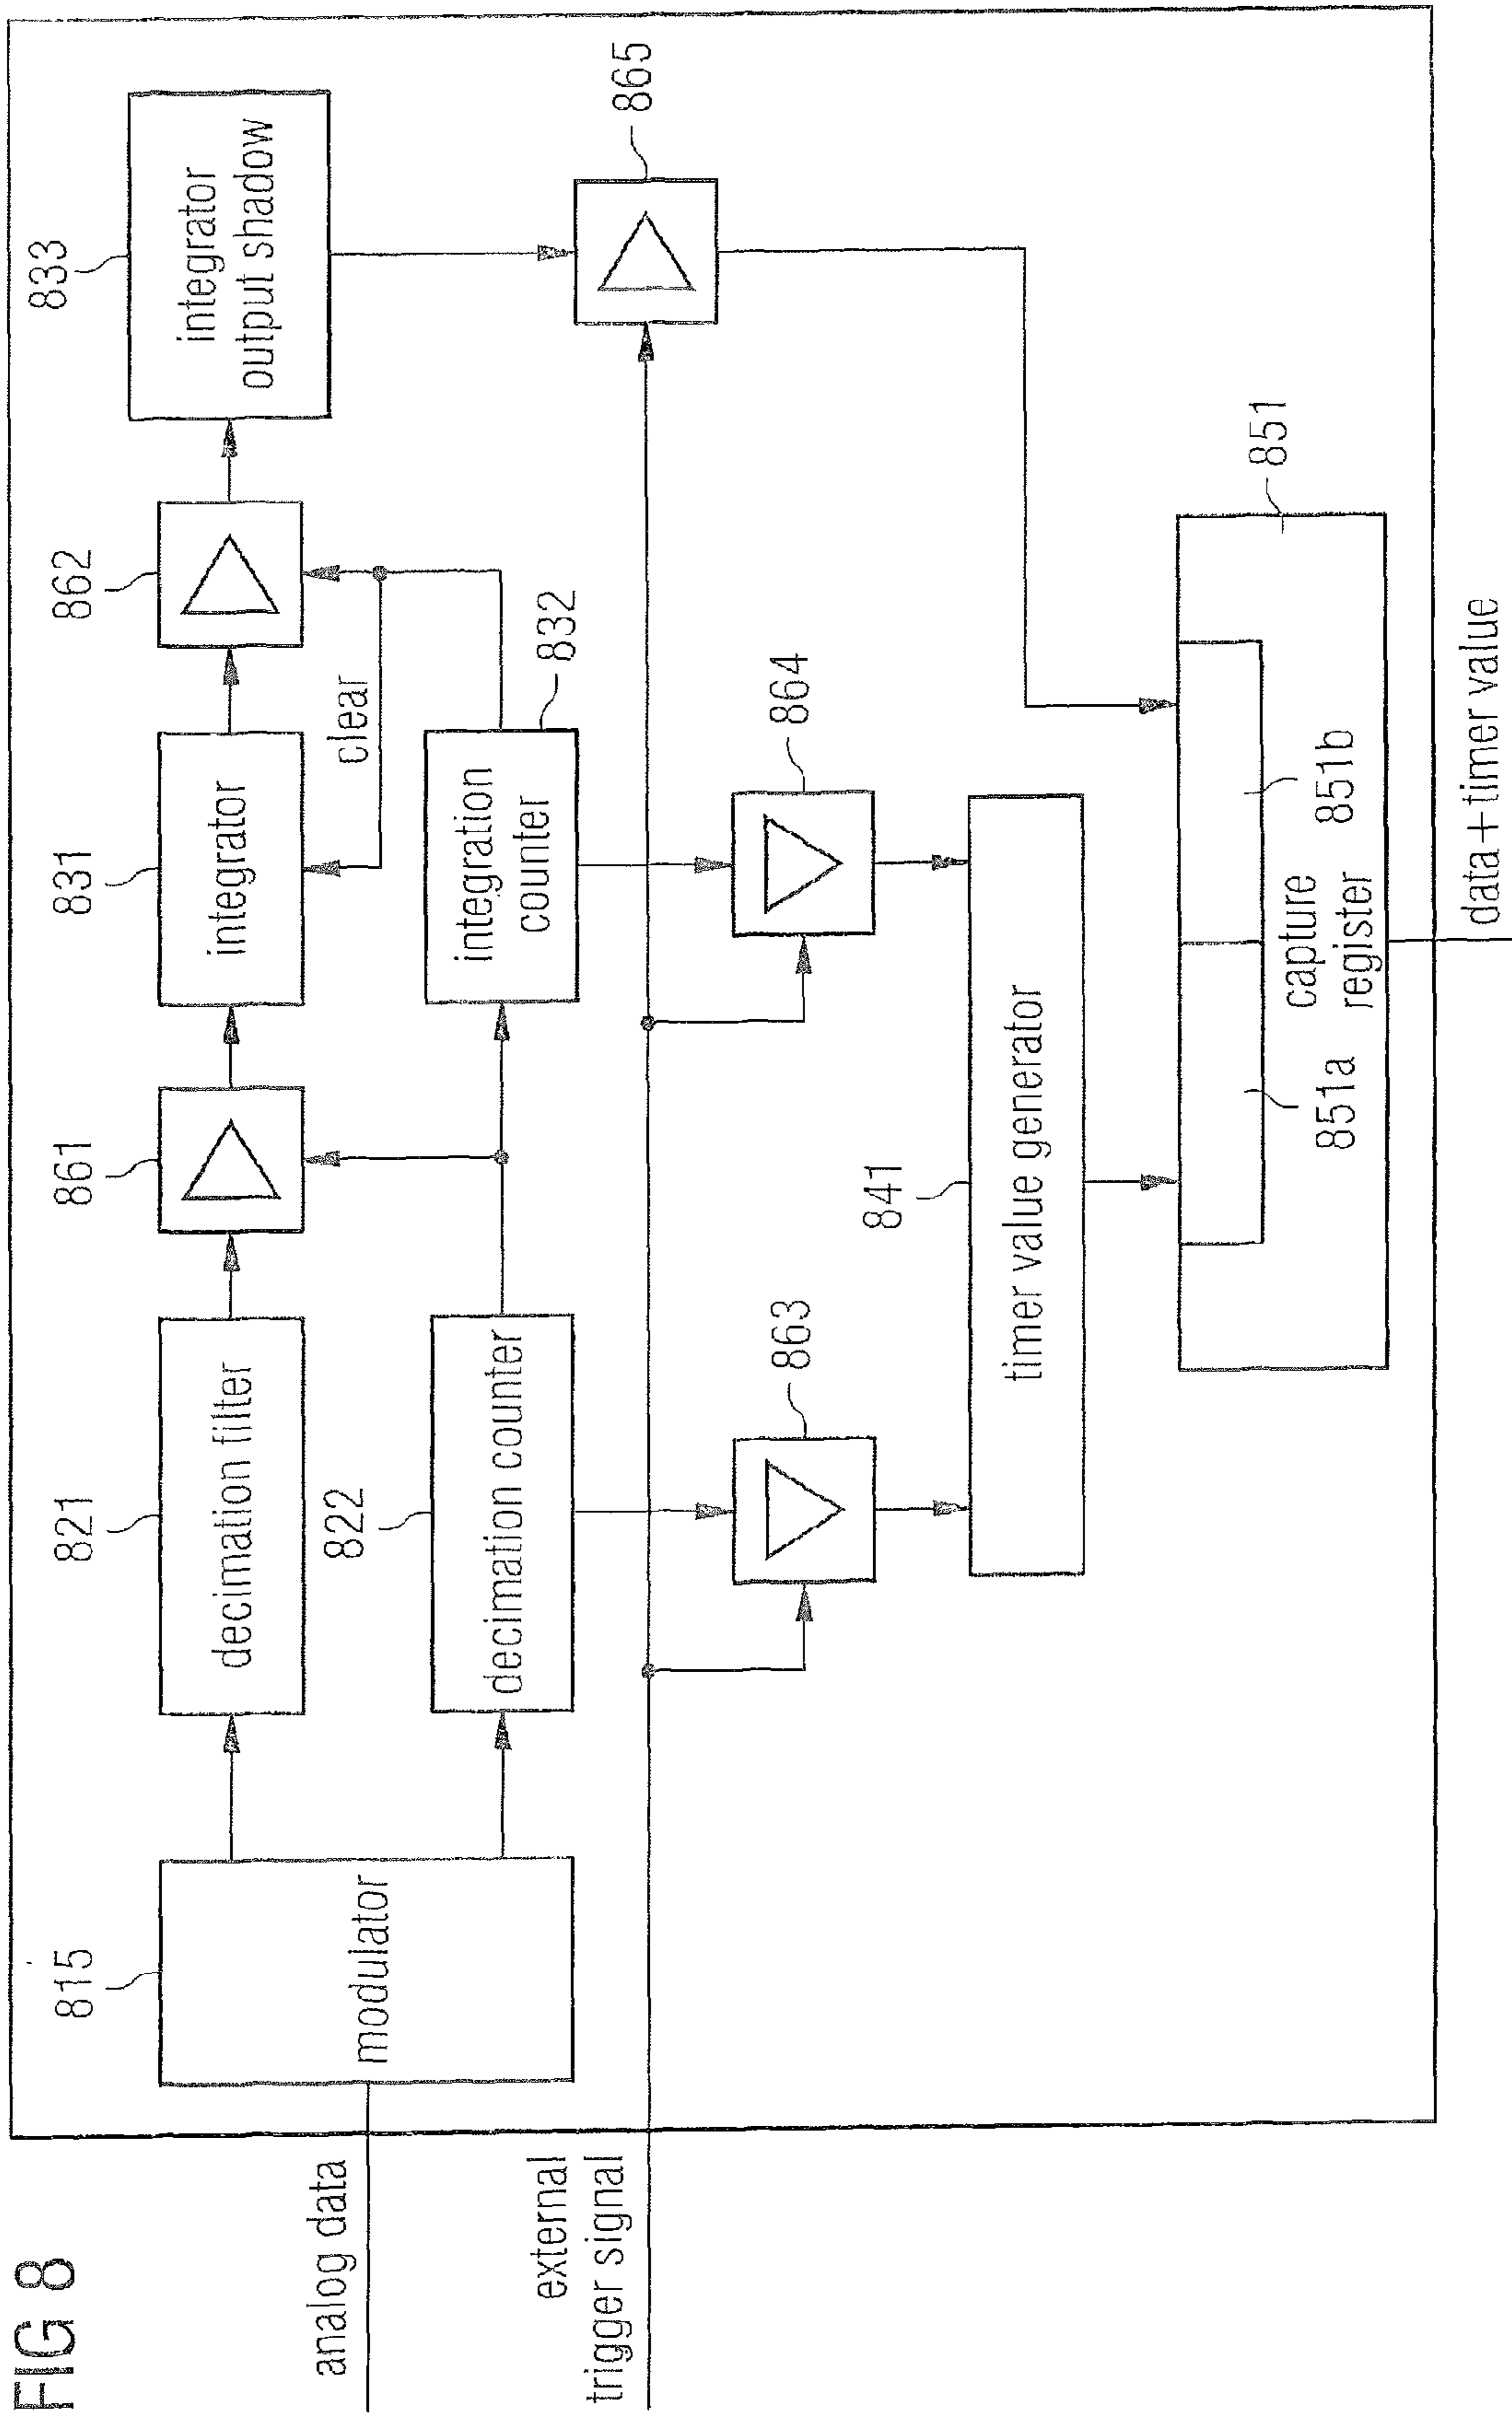 FIG 8
833
integrator
output shadow
862
831
integrator
clear
861
821
decimation filter
815
modulator
822
decimation counter
832
integration
counter
865
864
863
841
timer value generator
851
851a
851b
capture
register
analog data
external
trigger signal
data+timer value